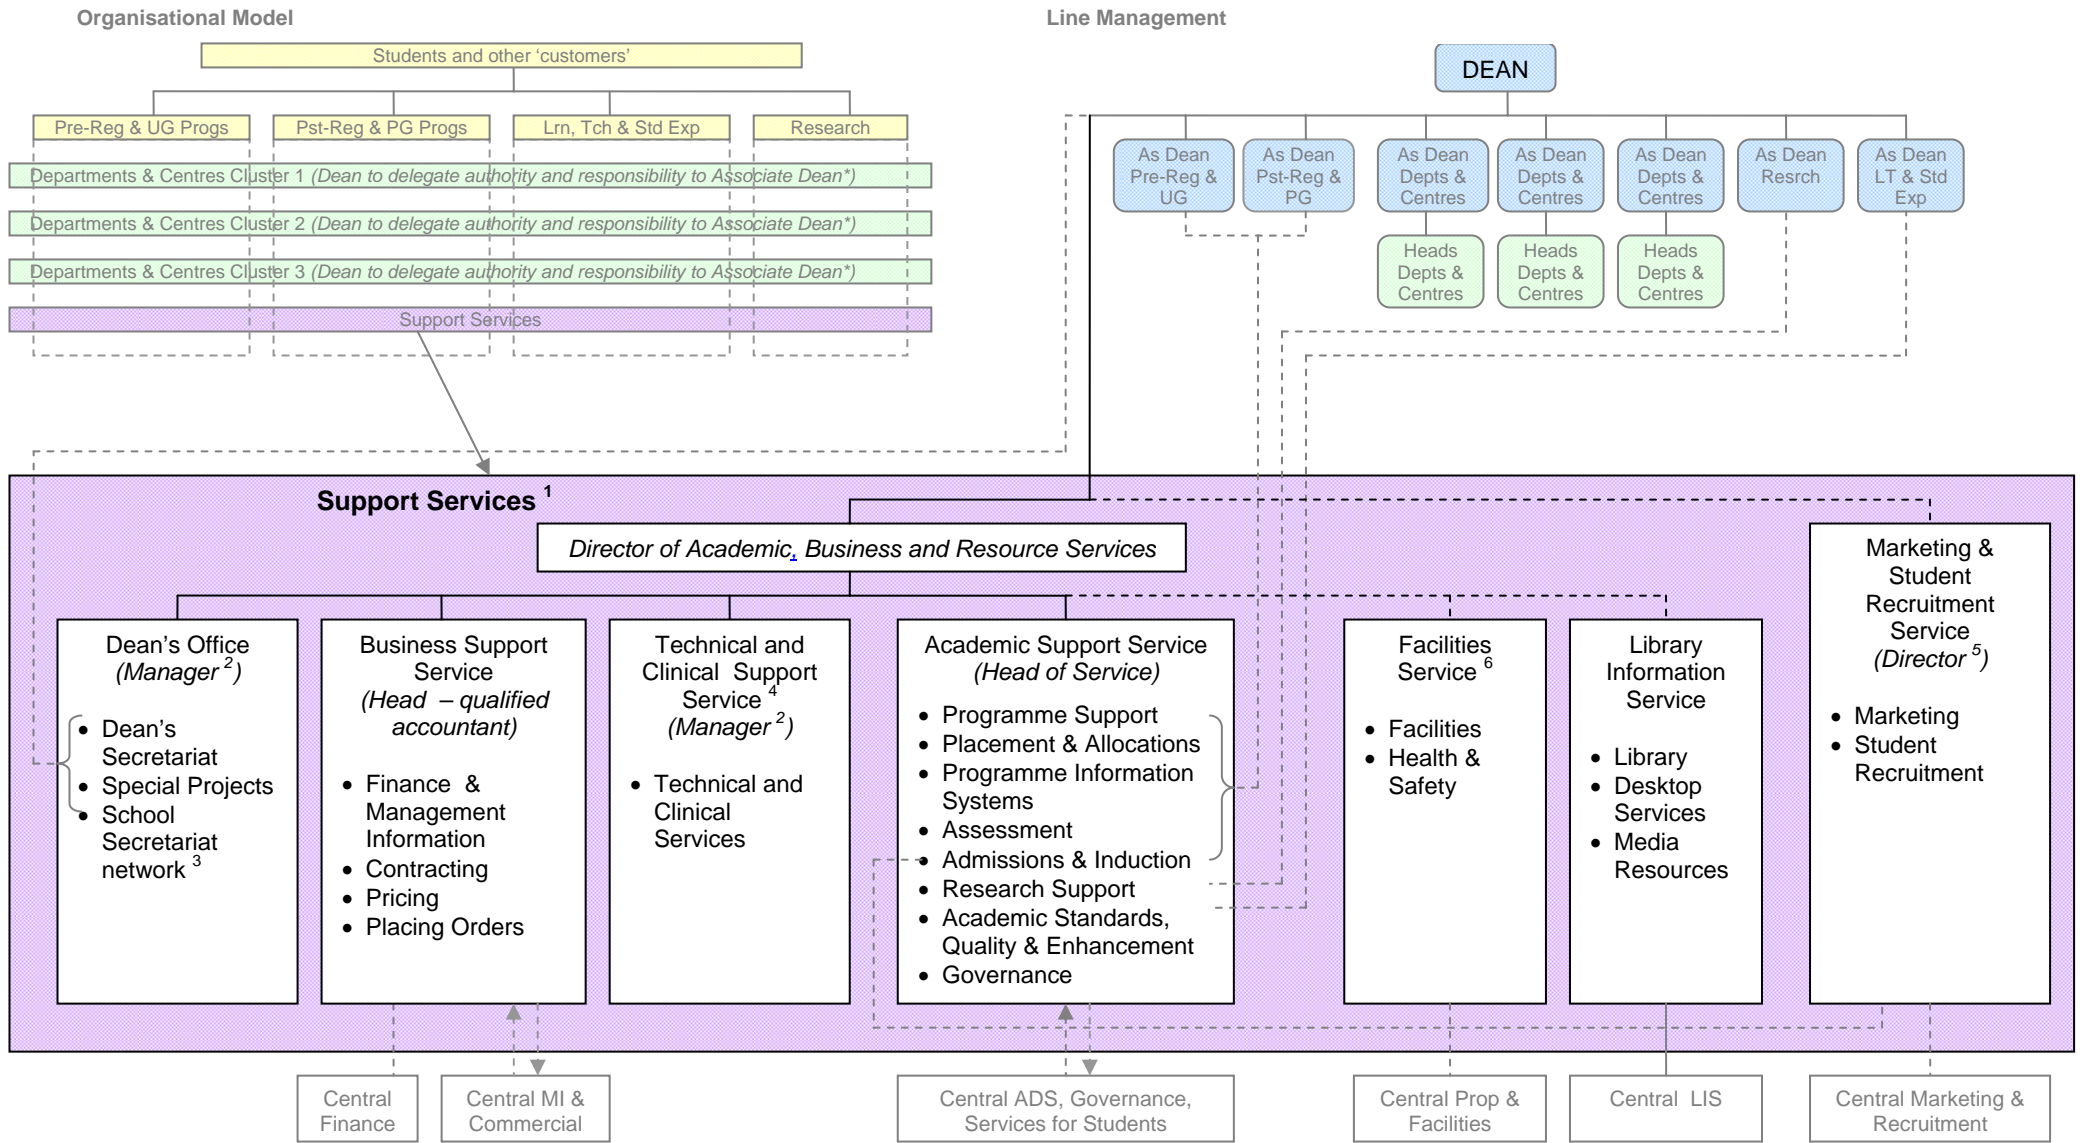 Organisational Model
Line Management
Students and other ‘customers’
Pre-Reg & UG Progs
Pst-Reg & PG Progs
Lrn, Tch & Std Exp
Research
Departments & Centres Cluster 1 (Dean to delegate authority and responsibility to Associate Dean*)
Departments & Centres Cluster 2 (Dean to delegate authority and responsibility to Associate Dean*)
Departments & Centres Cluster 3 (Dean to delegate authority and responsibility to Associate Dean*)
Support Services
DEAN
As Dean
Pre-Reg &
UG
As Dean
Pst-Reg &
PG
As Dean
Depts &
Centres
As Dean
Depts &
Centres
As Dean
Depts &
Centres
As Dean
Resrch
As Dean
LT & Std
Exp
Heads
Depts &
Centres
Heads
Depts &
Centres
Heads
Depts &
Centres
Support Services 1
Director of Academic, Business and Resource Services
Dean’s Office
(Manager 2)
• Dean’s
Secretariat
• Special Projects
• School
Secretariat
network 3
Business Support
Service
(Head – qualified
accountant)
• Finance &
Management
Information
• Contracting
• Pricing
• Placing Orders
Technical and
Clinical Support
Service 4
(Manager 2)
• Technical and
Clinical
Services
Academic Support Service
(Head of Service)
• Programme Support
• Placement & Allocations
• Programme Information
Systems
• Assessment
• Admissions & Induction
• Research Support
• Academic Standards,
Quality & Enhancement
• Governance
Facilities
Service 6
• Facilities
• Health &
Safety
Library
Information
Service
• Library
• Desktop
Services
• Media
Resources
Marketing &
Student
Recruitment
Service
(Director 5)
• Marketing
• Student
Recruitment
Central
Finance
Central MI &
Commercial
Central ADS, Governance,
Services for Students
Central Prop &
Facilities
Central LIS
Central Marketing &
Recruitment